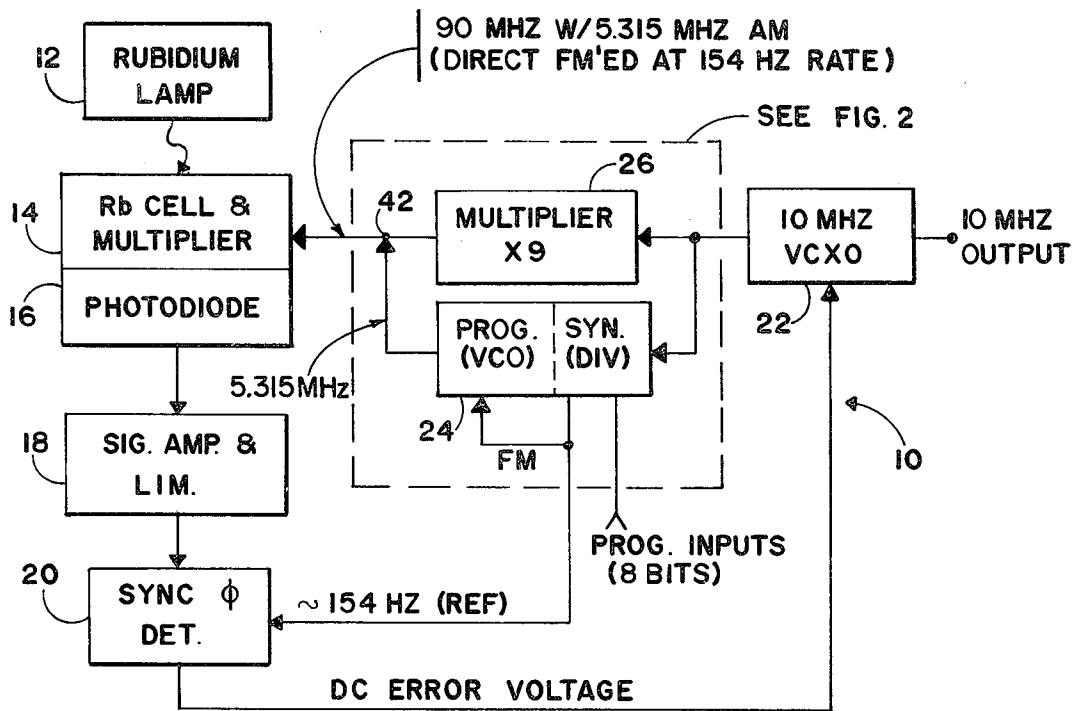 90 MHZ W/5.315 MHZ AM
(DIRECT FM'ED AT 154 HZ RATE)
12
RUBIDIUM
LAMP
SEE FIG. 2
14
Rb CELL &
MULTIPLIER
42
26
MULTIPLIER
X9
10 MHZ
VCXO
10 MHZ
OUTPUT
22
16
PHOTODIODE
PROG.
(VCO)
SYN.
(DIV)
5.315MHz
24
FM
10
18
SIG. AMP. &
LIM.
PROG. INPUTS
(8 BITS)
20
SYNC ϕ
DET.
~ 154 HZ (REF)
DC ERROR VOLTAGE